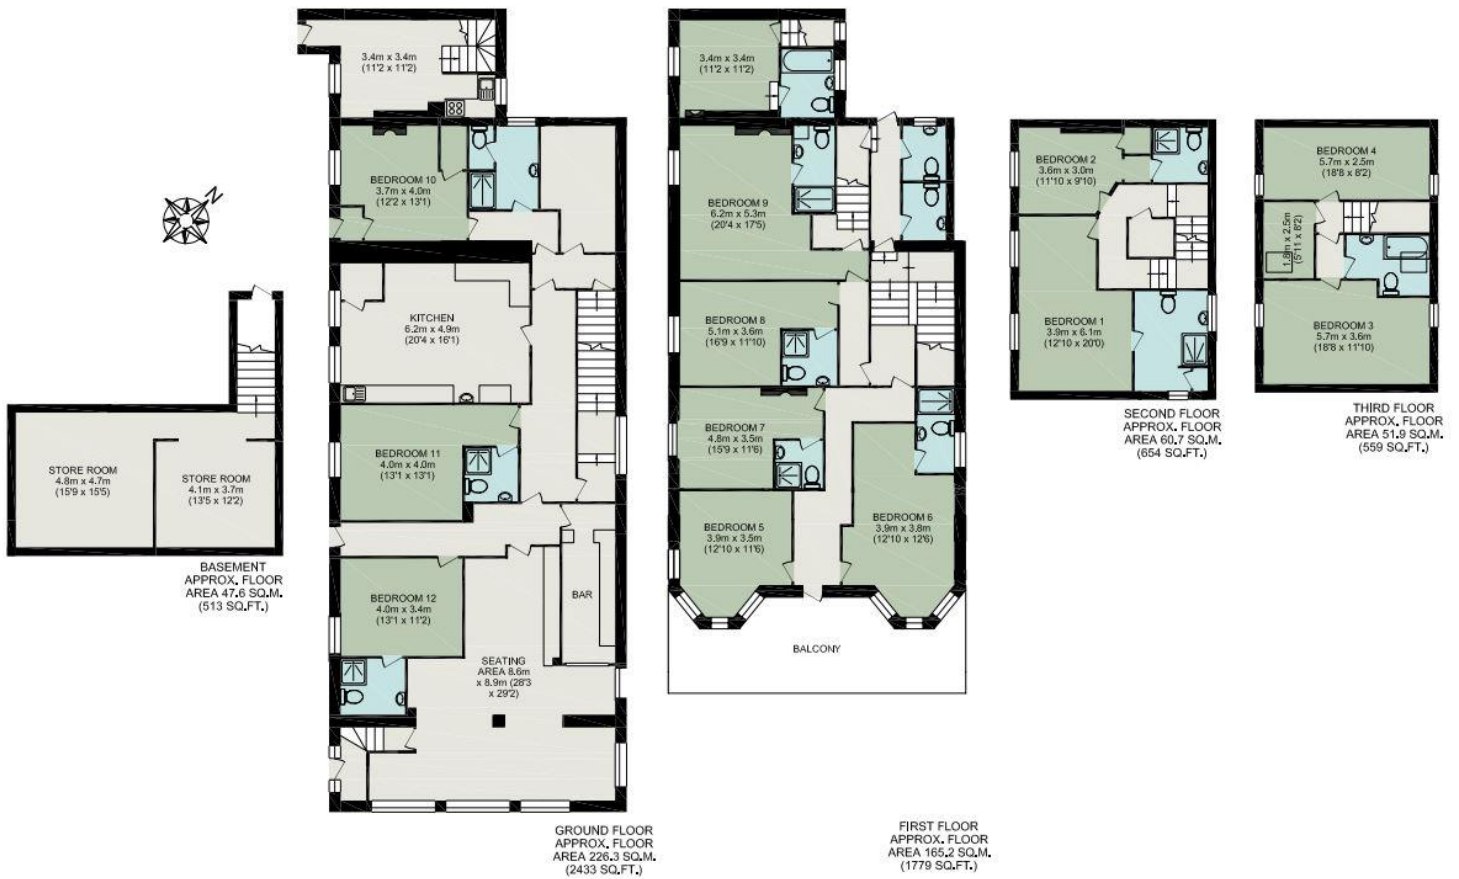 N
STORE ROOM
4.8m x 4.7m
(15'9 x 15'5)
STORE ROOM
4.1m x 3.7m
(13'5 x 12'2)
BASEMENT
APPROX. FLOOR
AREA 47.6 SQ.M.
(513 SQ.FT.)
3.4m x 3.4m
(11'2 x 11'2)
BEDROOM 10
3.7m x 4.0m
(12'2 x 13'1)
KITCHEN
6.2m x 4.9m
(20'4 x 16'1)
BEDROOM 11
4.0m x 4.0m
(13'1 x 13'1)
BEDROOM 12
4.0m x 3.4m
(13'1 x 11'2)
BAR
SEATING
AREA 8.6m
x 8.9m (28'3
x 29'2)
GROUND FLOOR
APPROX. FLOOR
AREA 226.3 SQ.M.
(2433 SQ.FT.)
3.4m x 3.4m
(11'2 x 11'2)
BEDROOM 9
6.2m x 5.3m
(20'4 x 17'5)
BEDROOM 8
5.1m x 3.6m
(16'9 x 11'10)
BEDROOM 7
4.8m x 3.5m
(15'9 x 11'6)
BEDROOM 5
3.9m x 3.5m
(12'10 x 11'6)
BEDROOM 6
3.9m x 3.8m
(12'10 x 12'6)
BALCONY
FIRST FLOOR
APPROX. FLOOR
AREA 165.2 SQ.M.
(1779 SQ.FT.)
BEDROOM 2
3.6m x 3.0m
(11'10 x 9'10)
BEDROOM 1
3.9m x 6.1m
(12'10 x 20'0)
SECOND FLOOR
APPROX. FLOOR
AREA 60.7 SQ.M.
(654 SQ.FT.)
BEDROOM 4
5.7m x 2.5m
(18'8 x 8'2)
1.8m x 2.5m
(5'11 x 8'2)
BEDROOM 3
5.7m x 3.6m
(18'8 x 11'10)
THIRD FLOOR
APPROX. FLOOR
AREA 51.9 SQ.M.
(559 SQ.FT.)